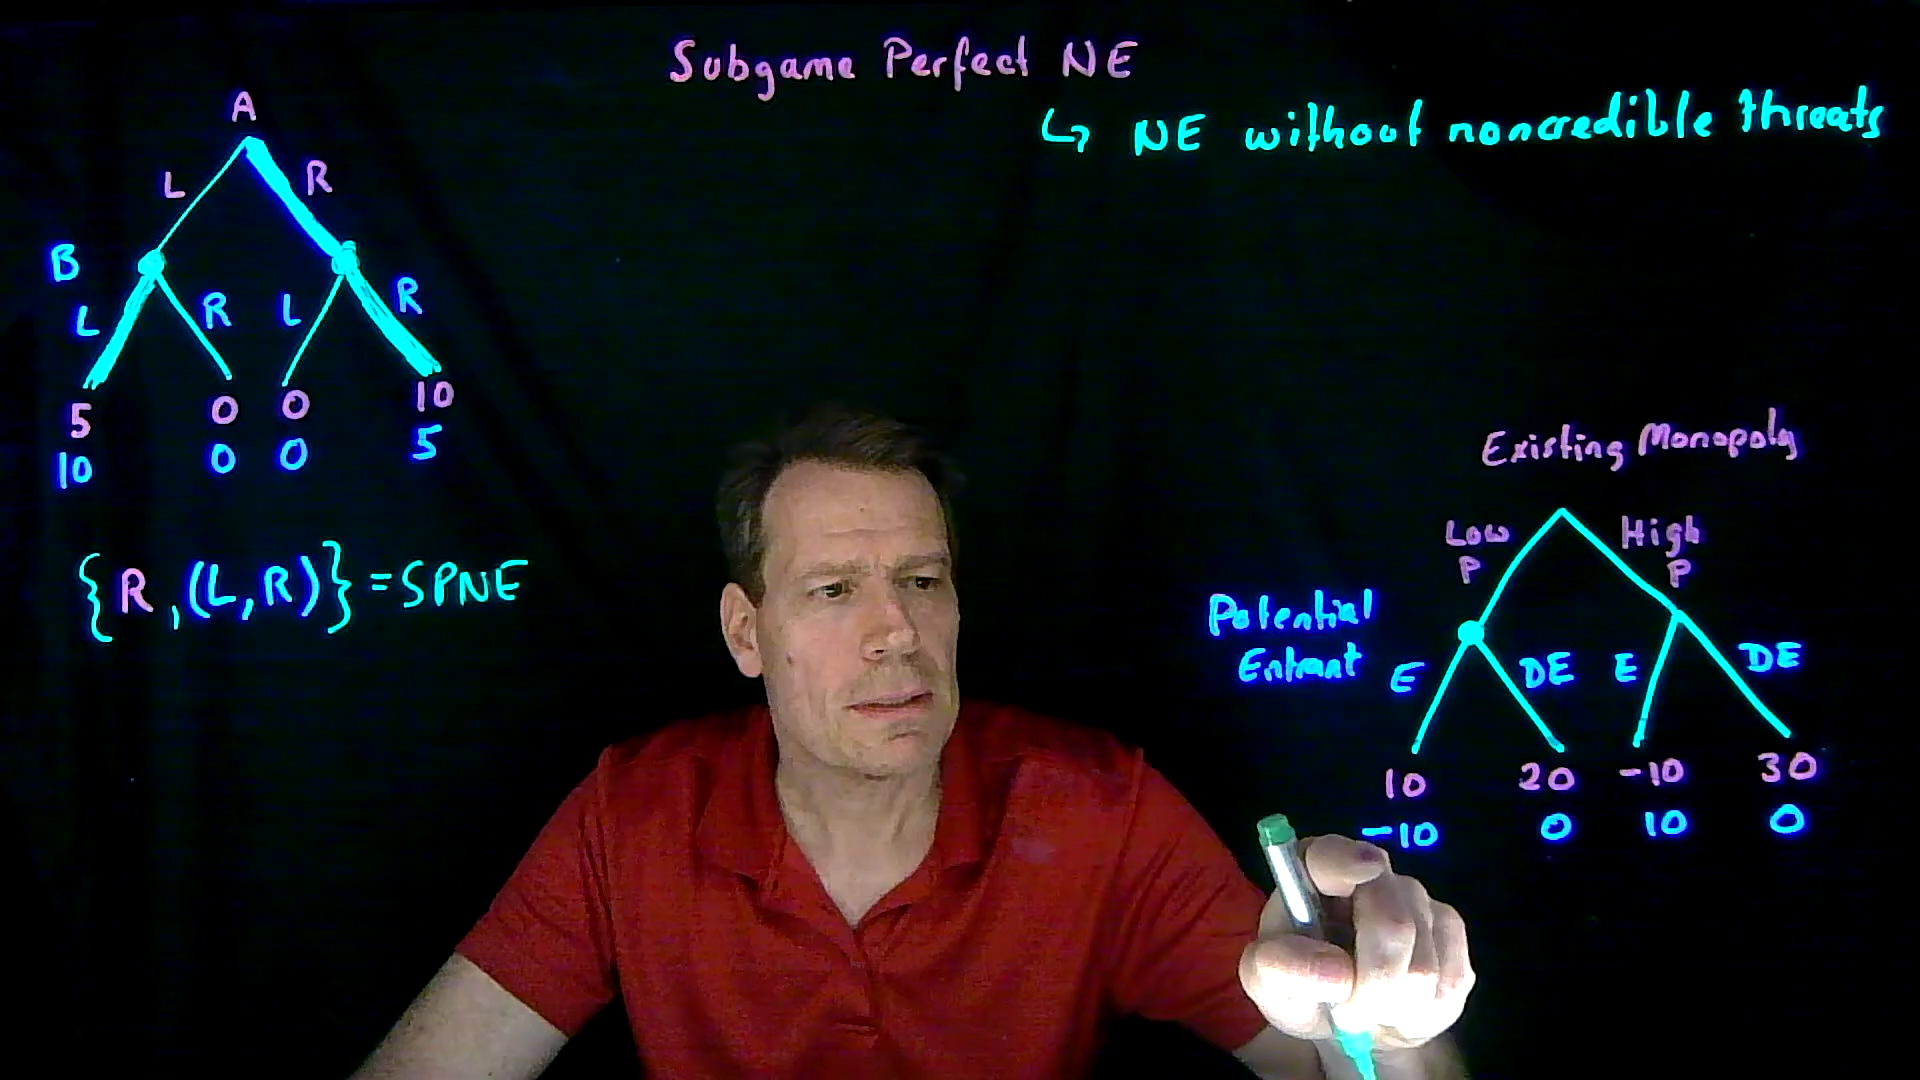 Subgame Perfect NE
↳ NE without noncredible threats
A
L R
B
L R L R
5 0 0 10
10 0 0 5
{R, (L, R)} = SPNE
Existing Monopoly
Low High
P P
Potential
Entrant
E DE E DE
10 20 -10 30
-10 0 10 0